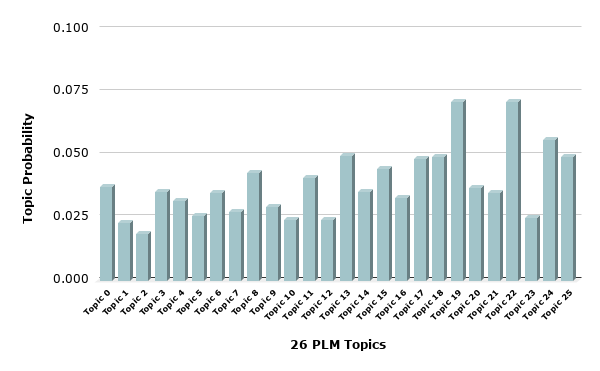 0.100
0.075
0.050
0.025
0.000
Topic Probability
Topic 0
Topic 1
Topic 2
Topic 3
Topic 4
Topic 5
Topic 6
Topic 7
Topic 8
Topic 9
Topic 10
Topic 11
Topic 12
Topic 13
Topic 14
Topic 15
Topic 16
Topic 17
Topic 18
Topic 19
Topic 20
Topic 21
Topic 22
Topic 23
Topic 24
Topic 25
26 PLM Topics